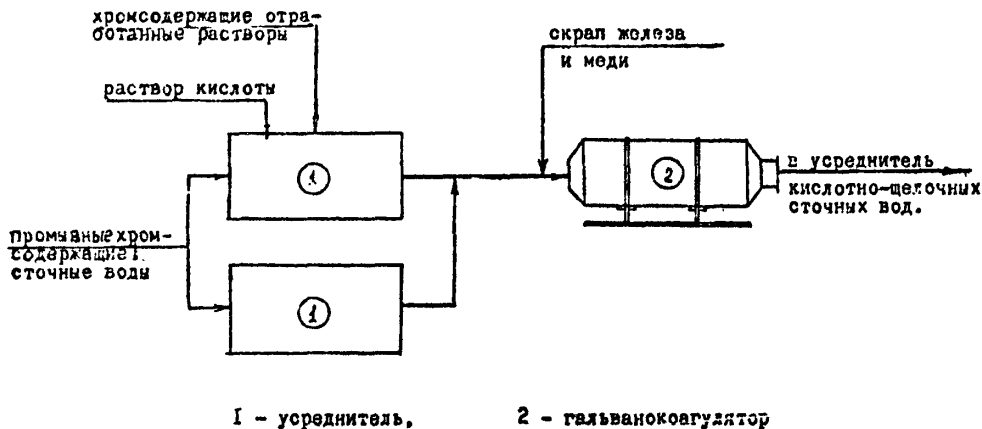 хромсодержащие отра-
ботанные растворы
раствор кислоты
скрап железа
и меди
1
2
в усреднитель
кислотно-щелочных
сточных вод.
промывные хром-
содержащие
сточные воды
1
I - усреднитель,
2 - гальванокоагулятор